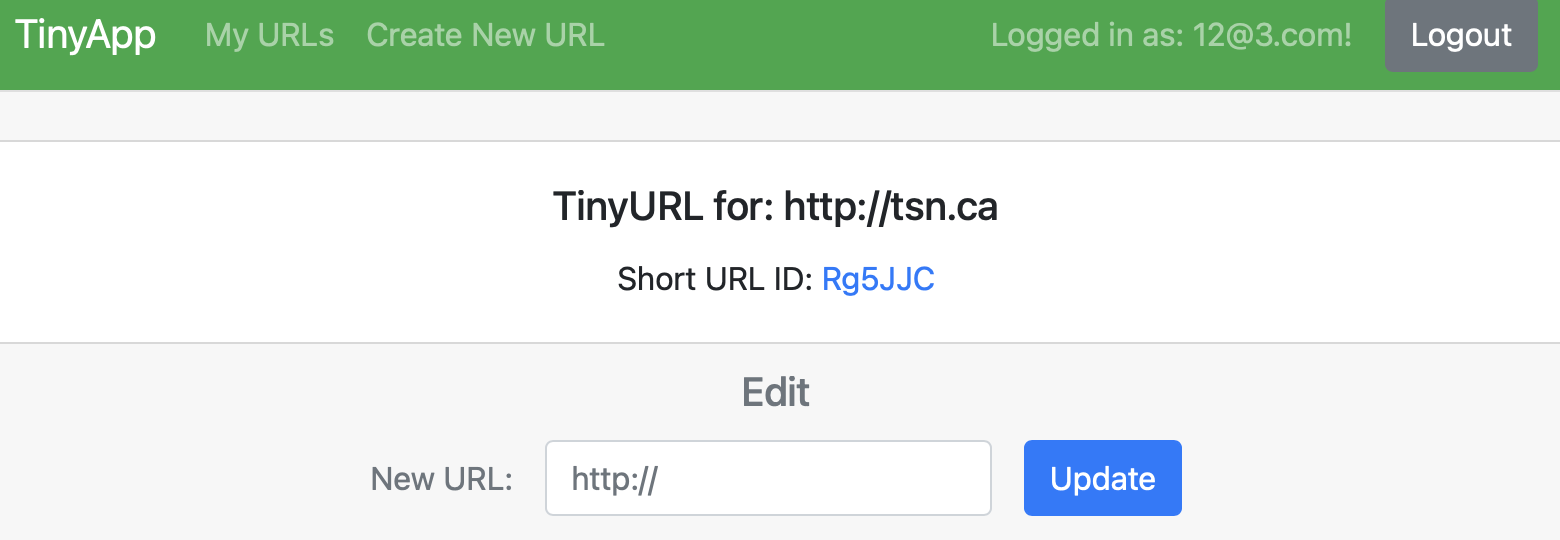 TinyApp My URLs Create New URL Logged in as: 12@3.com! Logout
TinyURL for: http://tsn.ca
Short URL ID: Rg5JJC
Edit
New URL: http:// Update